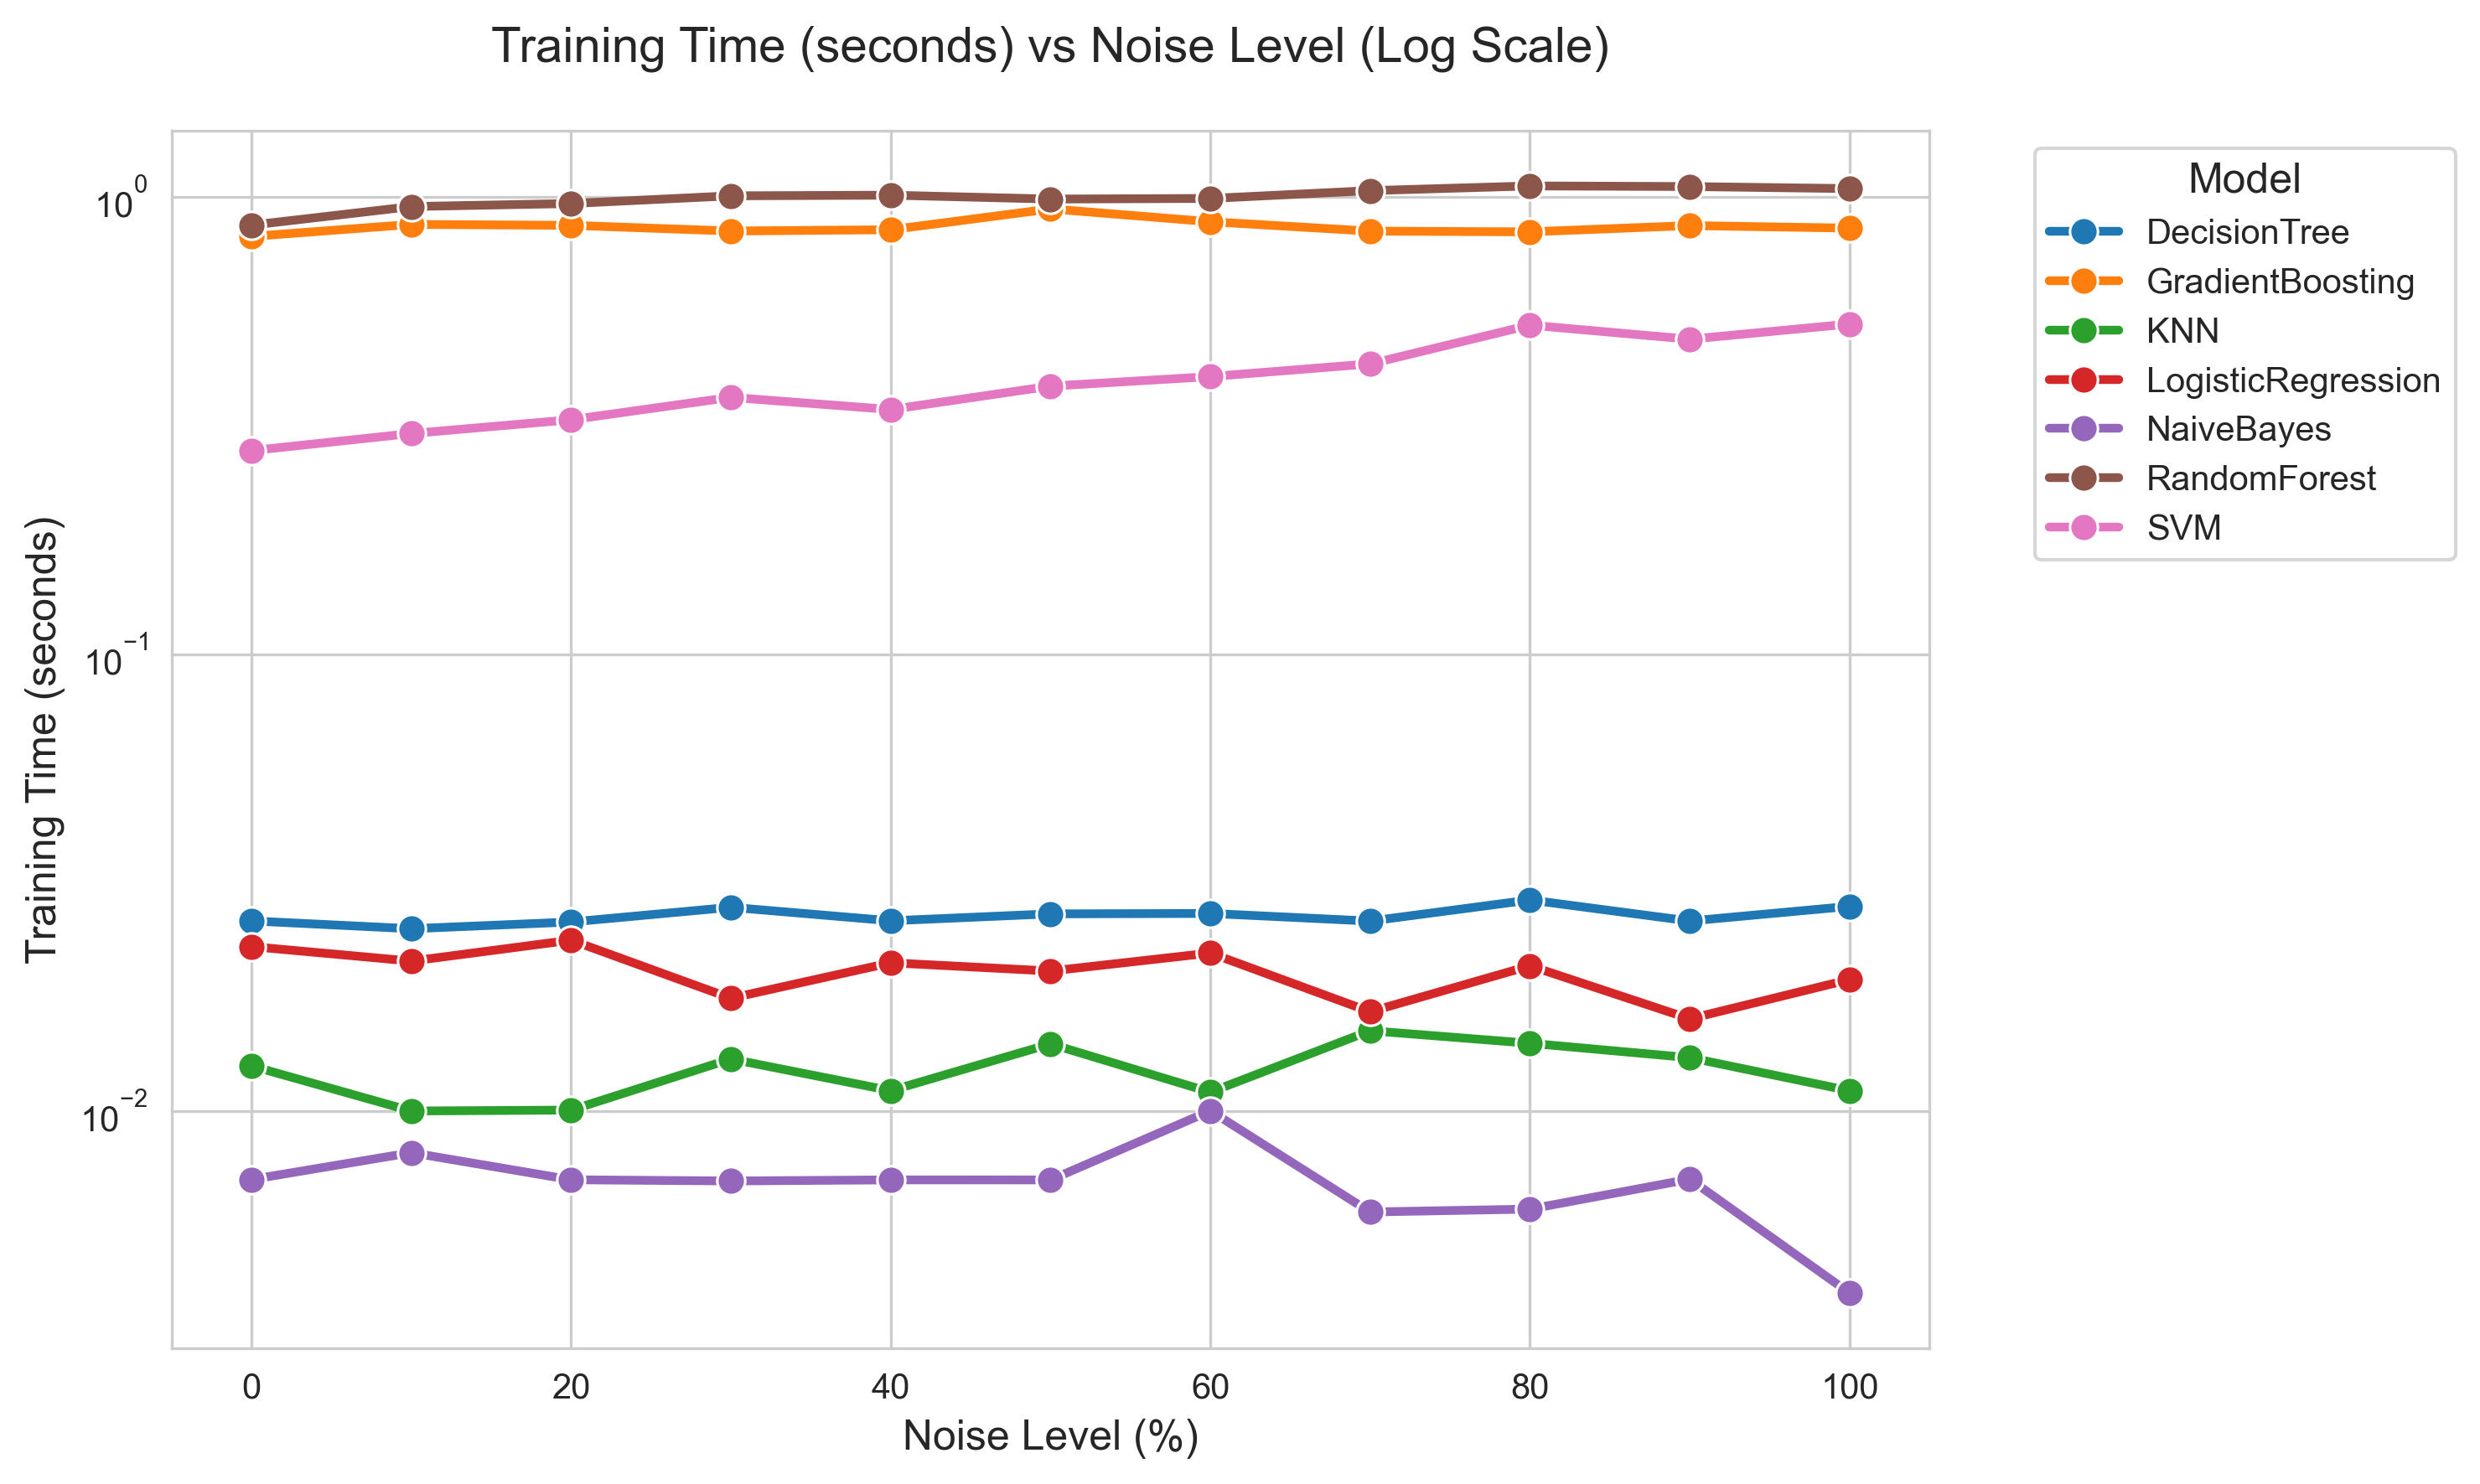 Training Time (seconds) vs Noise Level (Log Scale)
Training Time (seconds)
10⁰
10⁻¹
10⁻²
0 20 40 60 80 100
Noise Level (%)
Model
DecisionTree
GradientBoosting
KNN
LogisticRegression
NaiveBayes
RandomForest
SVM